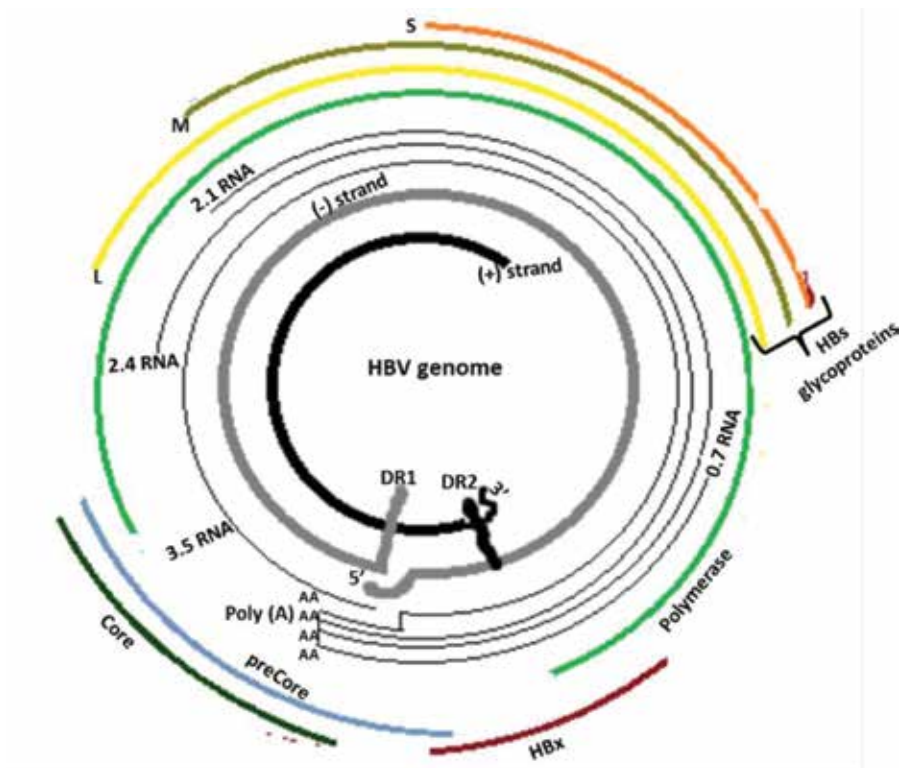 S
M
2.1 RNA
(-) strand
L
(+) strand
2.4 RNA
HBV genome
HBs
glycoproteins
0.7 RNA
DR1
DR2
3'
3.5 RNA
5'
AA
Poly (A)
AA
AA
AA
Polymerase
Core
preCore
HBx